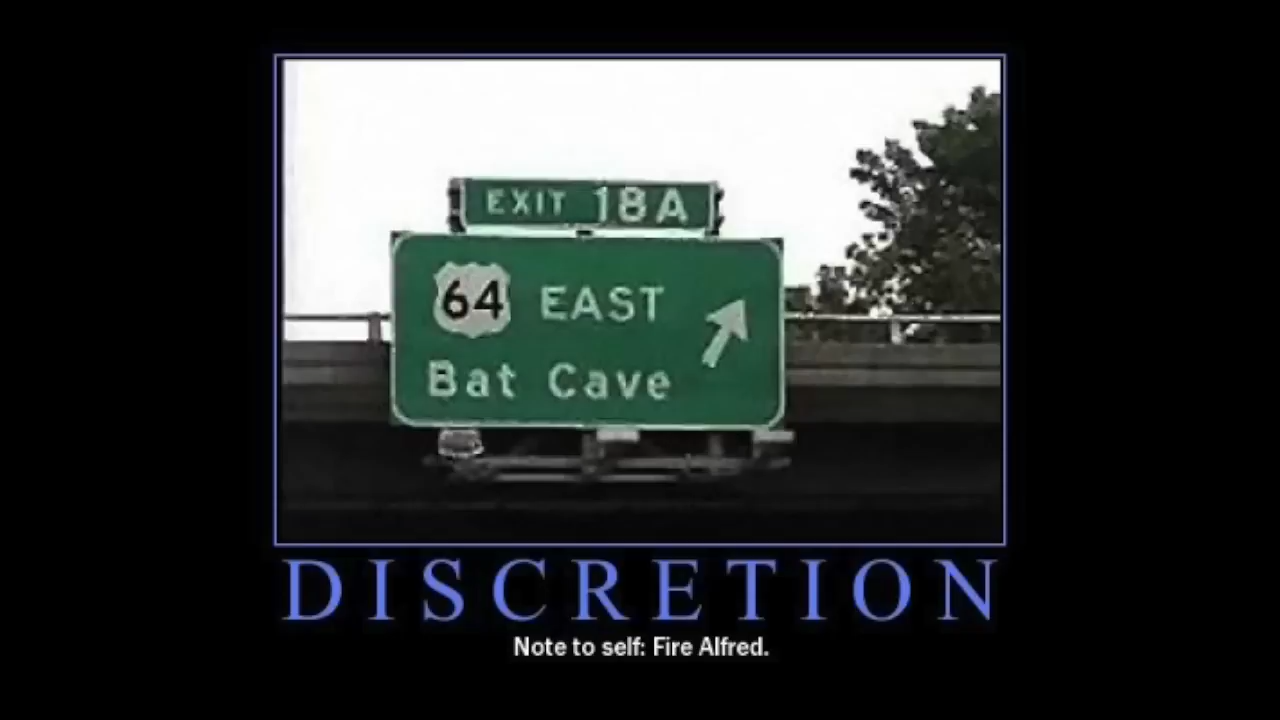 EXIT 18A
64 EAST
Bat Cave
DISCRETION
Note to self: Fire Alfred.